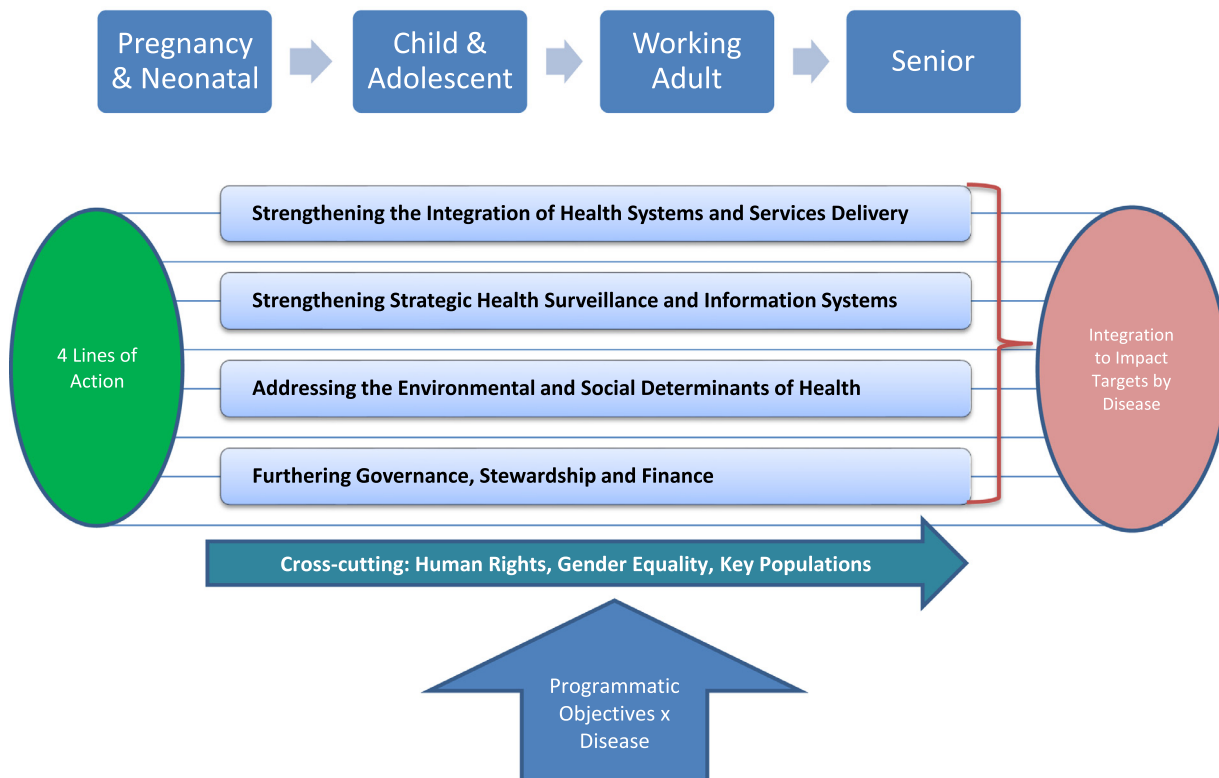 Pregnancy
& Neonatal
Child &
Adolescent
Working
Adult
Senior
Strengthening the Integration of Health Systems and Services Delivery
Strengthening Strategic Health Surveillance and Information Systems
4 Lines of
Action
Integration
to Impact
Targets by
Disease
Addressing the Environmental and Social Determinants of Health
Furthering Governance, Stewardship and Finance
Cross-cutting: Human Rights, Gender Equality, Key Populations
Programmatic
Objectives x
Disease